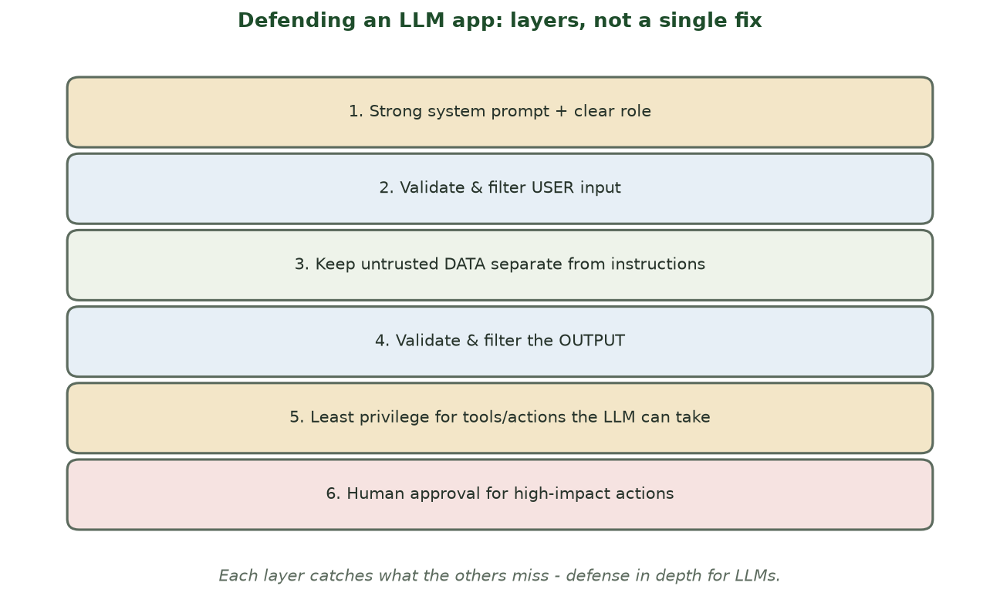 Defending an LLM app: layers, not a single fix
1. Strong system prompt + clear role
2. Validate & filter USER input
3. Keep untrusted DATA separate from instructions
4. Validate & filter the OUTPUT
5. Least privilege for tools/actions the LLM can take
6. Human approval for high-impact actions
Each layer catches what the others miss - defense in depth for LLMs.